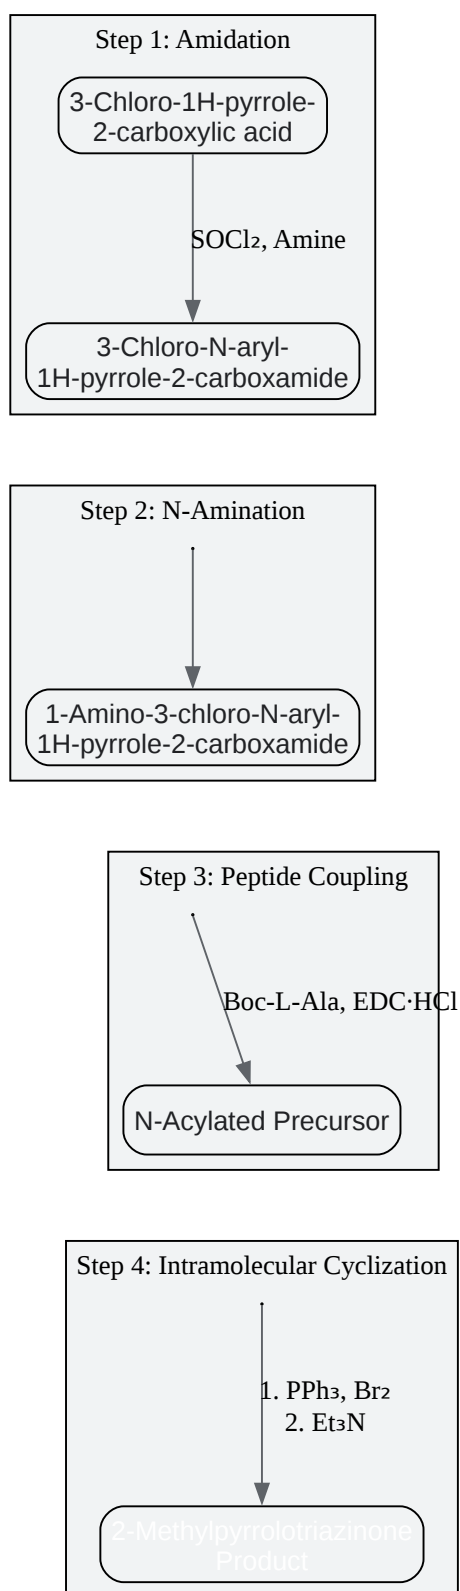 Step 1: Amidation
3-Chloro-1H-pyrrole-
2-carboxylic acid
SOCl₂, Amine
3-Chloro-N-aryl-
1H-pyrrole-2-carboxamide
Step 2: N-Amination
1-Amino-3-chloro-N-aryl-
1H-pyrrole-2-carboxamide
Step 3: Peptide Coupling
Boc-L-Ala, EDC·HCl
N-Acylated Precursor
Step 4: Intramolecular Cyclization
1. PPh₃, Br₂
2. Et₃N
2-Methylpyrrolotriazinone
Product